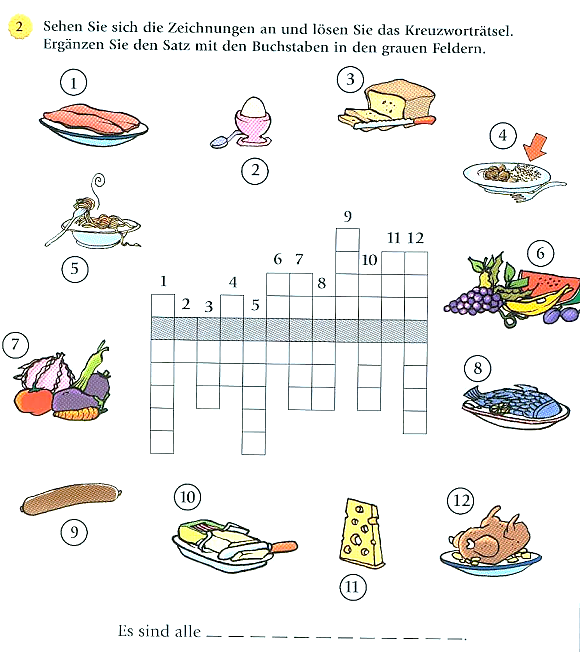 2 Sehen Sie sich die Zeichnungen an und lösen Sie das Kreuzworträtsel.
Ergänzen Sie den Satz mit den Buchstaben in den grauen Feldern.
1
2
3
4
5
6
7
8
9
10
11
12
9
11 12
6 7 10
1 4 8
2 3 5
Es sind alle _ _ _ _ _ _ _ _ _ _ _ _.